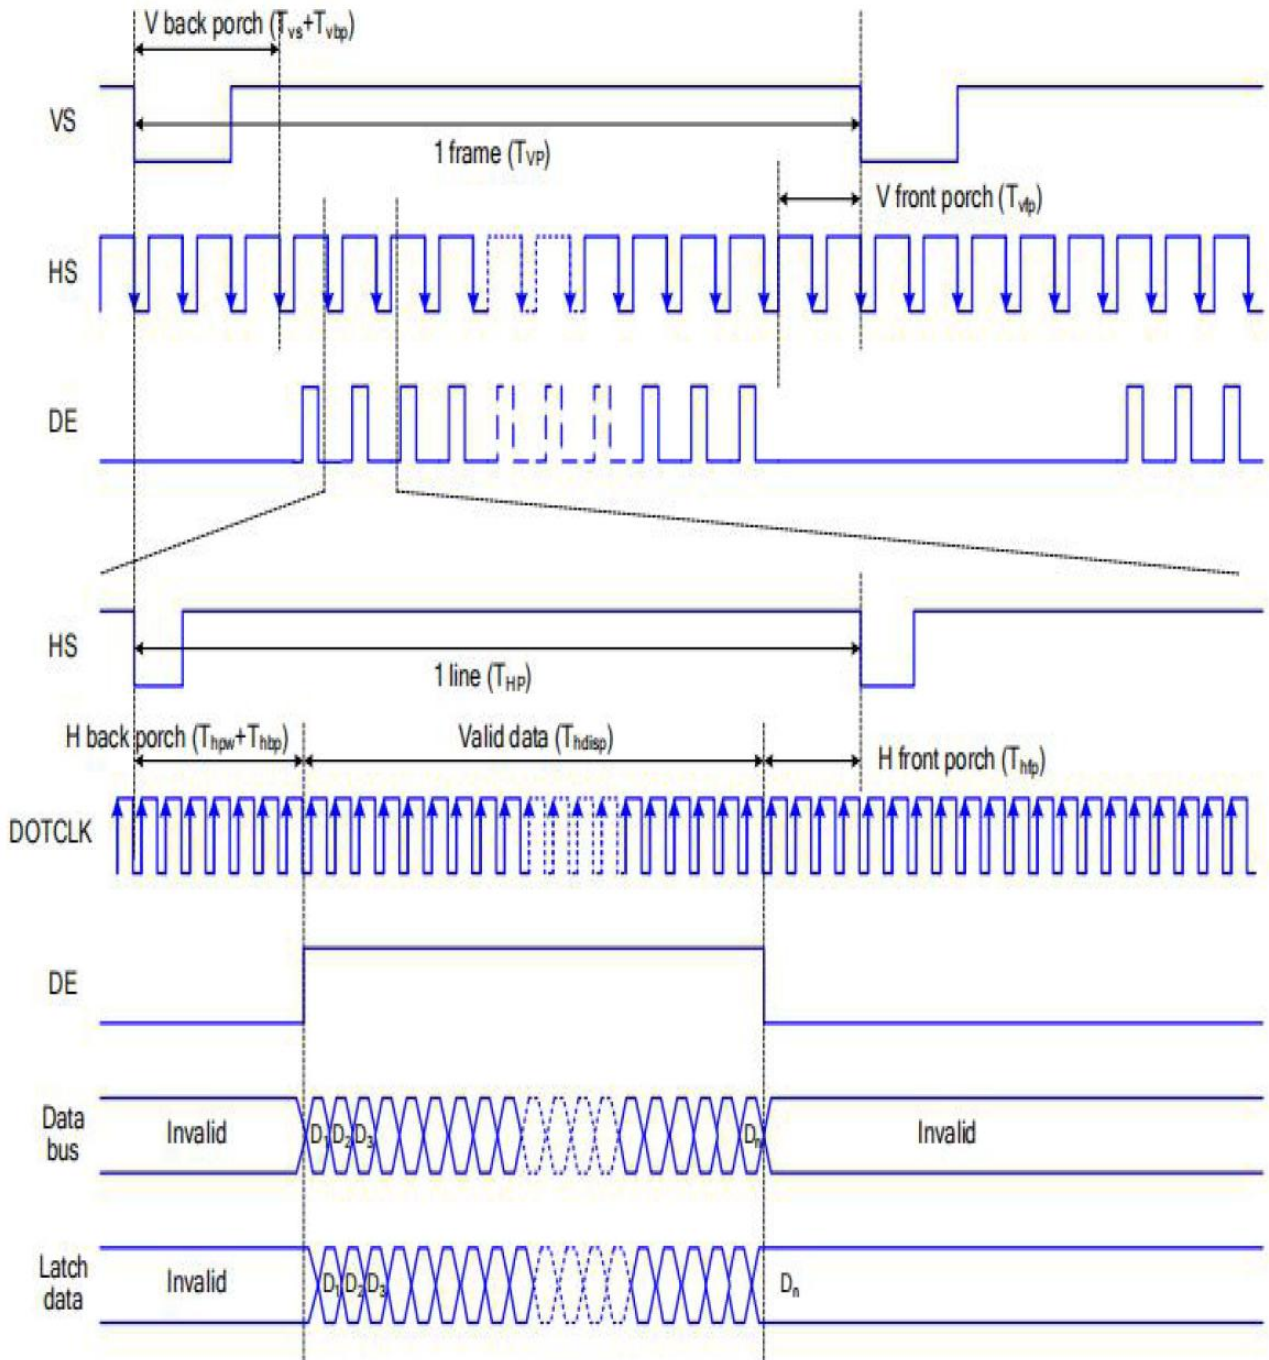 V back porch (Tvs+Tvbp)
VS
1 frame (TVP)
V front porch (Tvfp)
HS
DE
HS
1 line (THP)
H back porch (Thpw+Thbp)
Valid data (Thdisp)
H front porch (Thfp)
DOTCLK
DE
Data
bus
Invalid
D1 D2 D3
Dn
Invalid
Latch
data
Invalid
D1 D2 D3
Dn